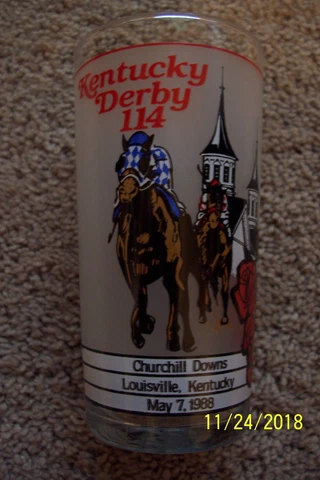 Kentucky
Derby
114
Churchill Downs
Louisville, Kentucky
May 7, 1988
11/24/2018